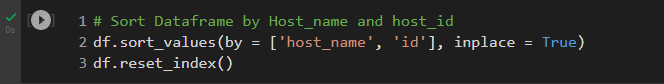 0s
1 # Sort Dataframe by Host_name and host_id
2 df.sort_values(by = ['host_name', 'id'], inplace = True)
3 df.reset_index()